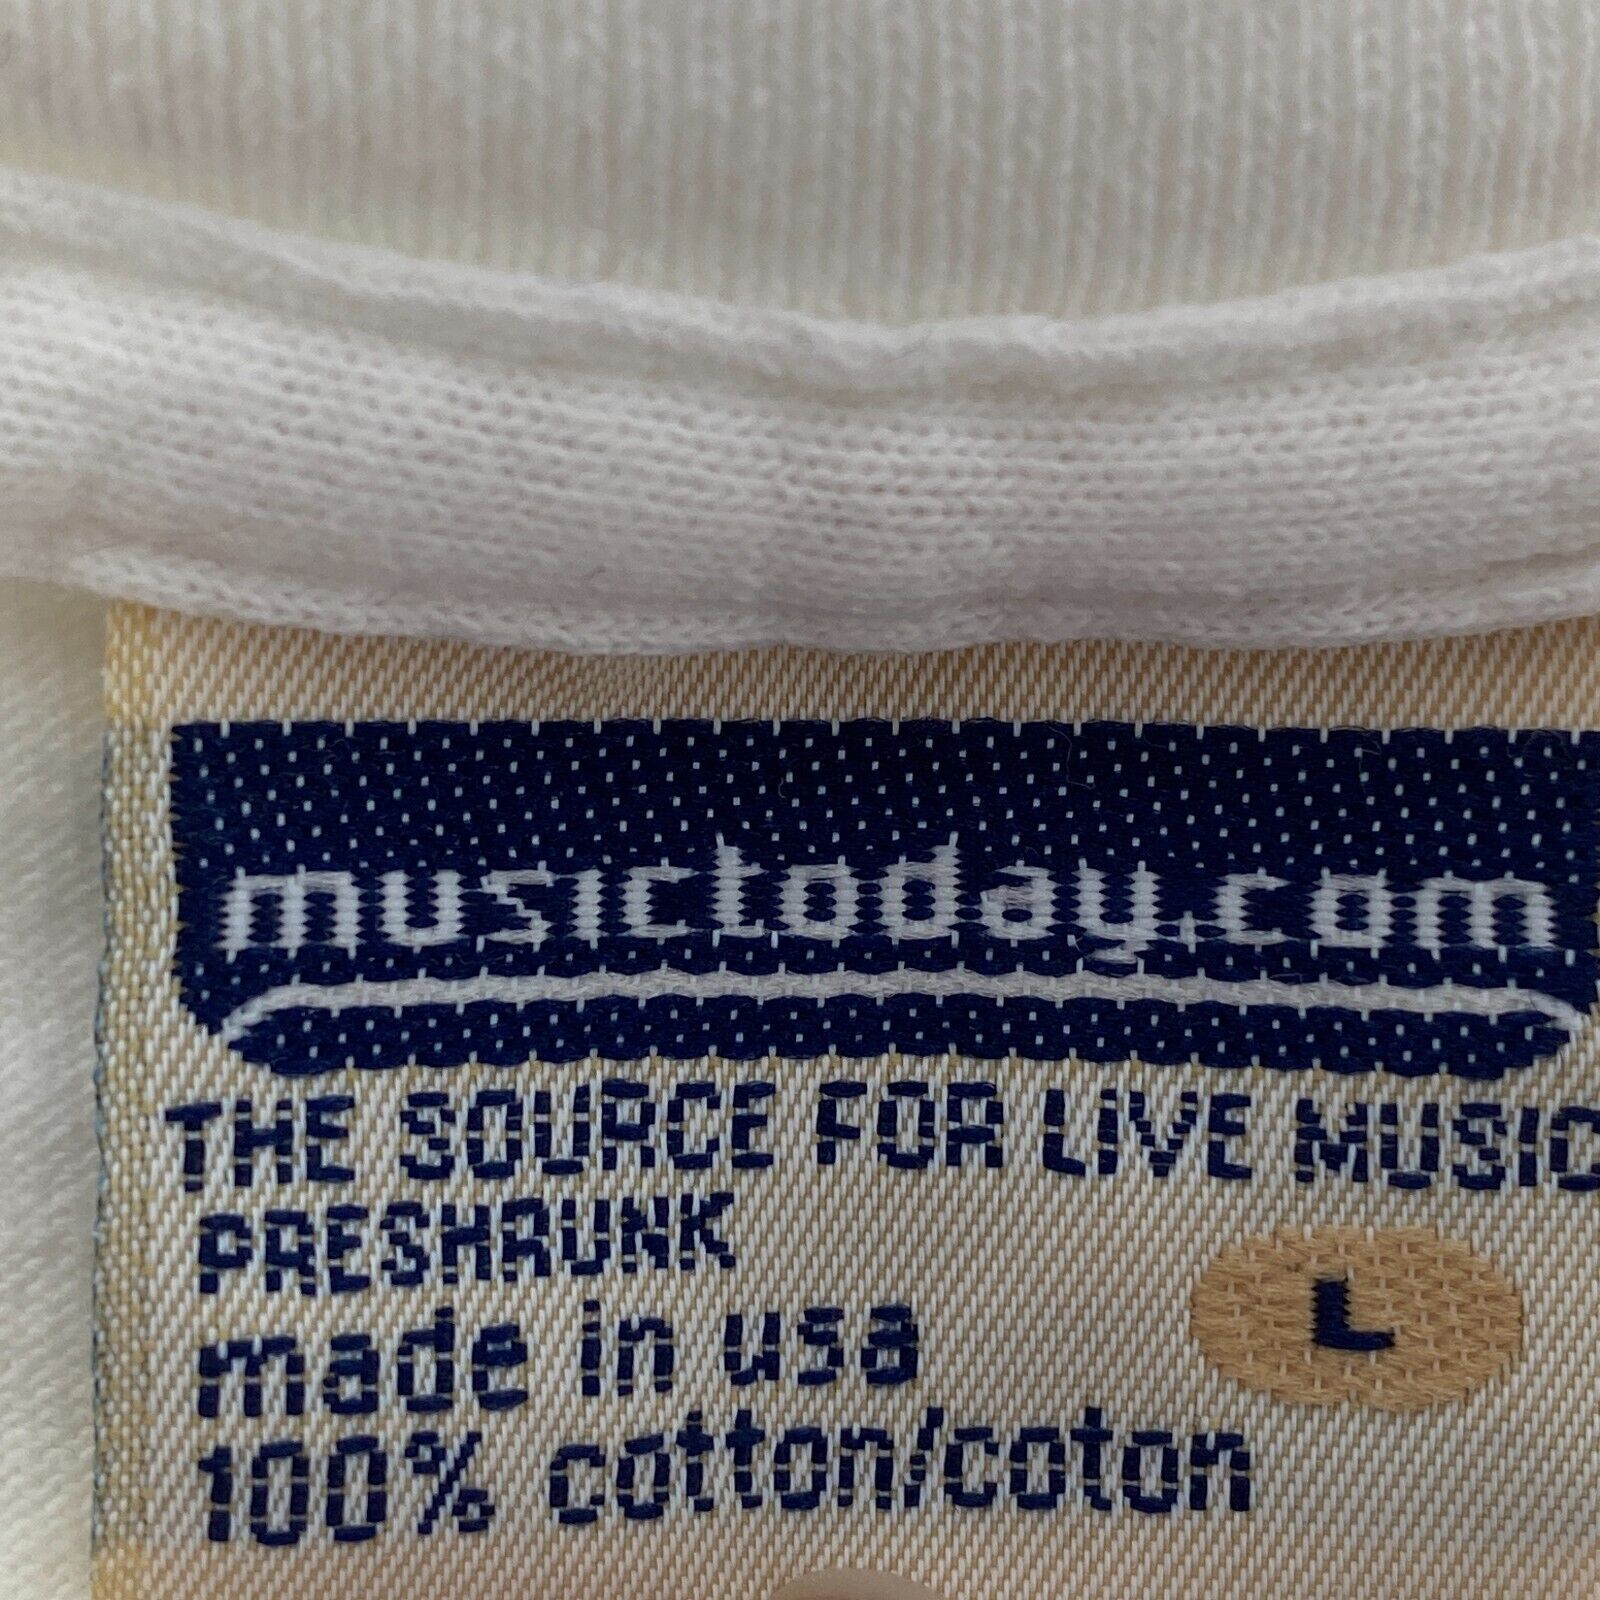 musictoday.com
THE SOURCE FOR LIVE MUSIC
PRESHRUNK
L
made in usa
100% cotton/coton